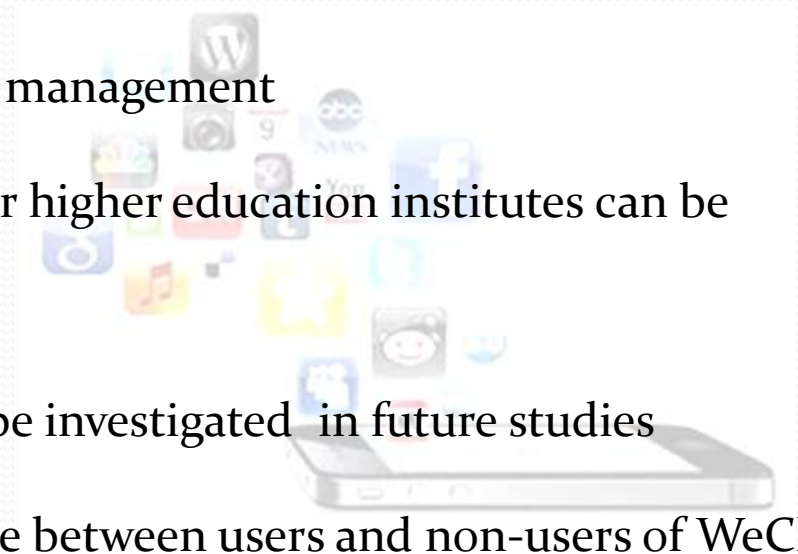 management
r higher education institutes can be
be investigated in future studies
e between users and non-users of WeC